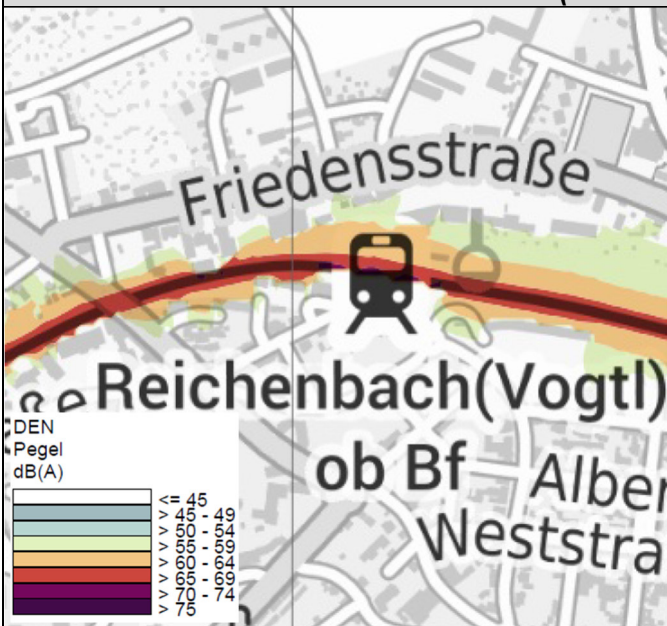 Friedensstraße
Reichenbach(Vogtl)
ob Bf
Alber
Weststra
DEN
Pegel
dB(A)
<= 45
> 45 - 49
> 50 - 54
> 55 - 59
> 60 - 64
> 65 - 69
> 70 - 74
> 75